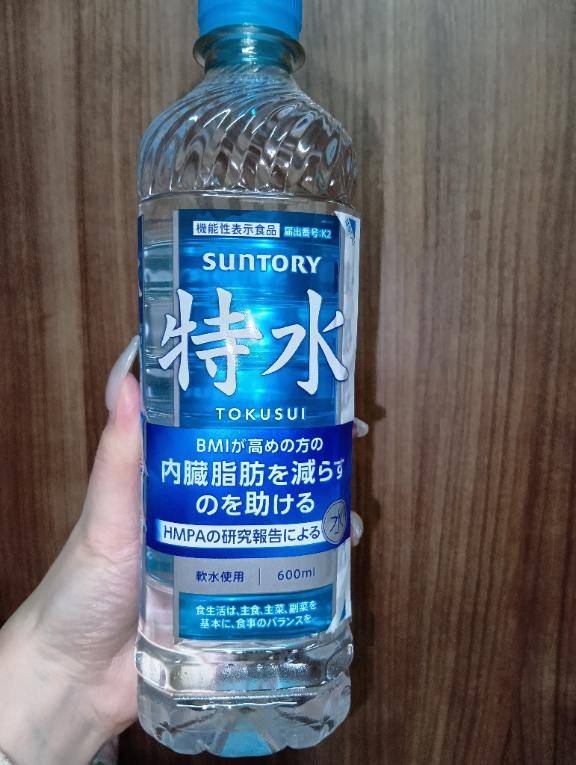 機能性表示食品 届出番号:K2
SUNTORY
特水
TOKUSUI
BMIが高めの方の
内臓脂肪を減らす
のを助ける
HMPAの研究報告による
水
軟水使用 600ml
食生活は、主食、主菜、副菜を
基本に、食事のバランスを